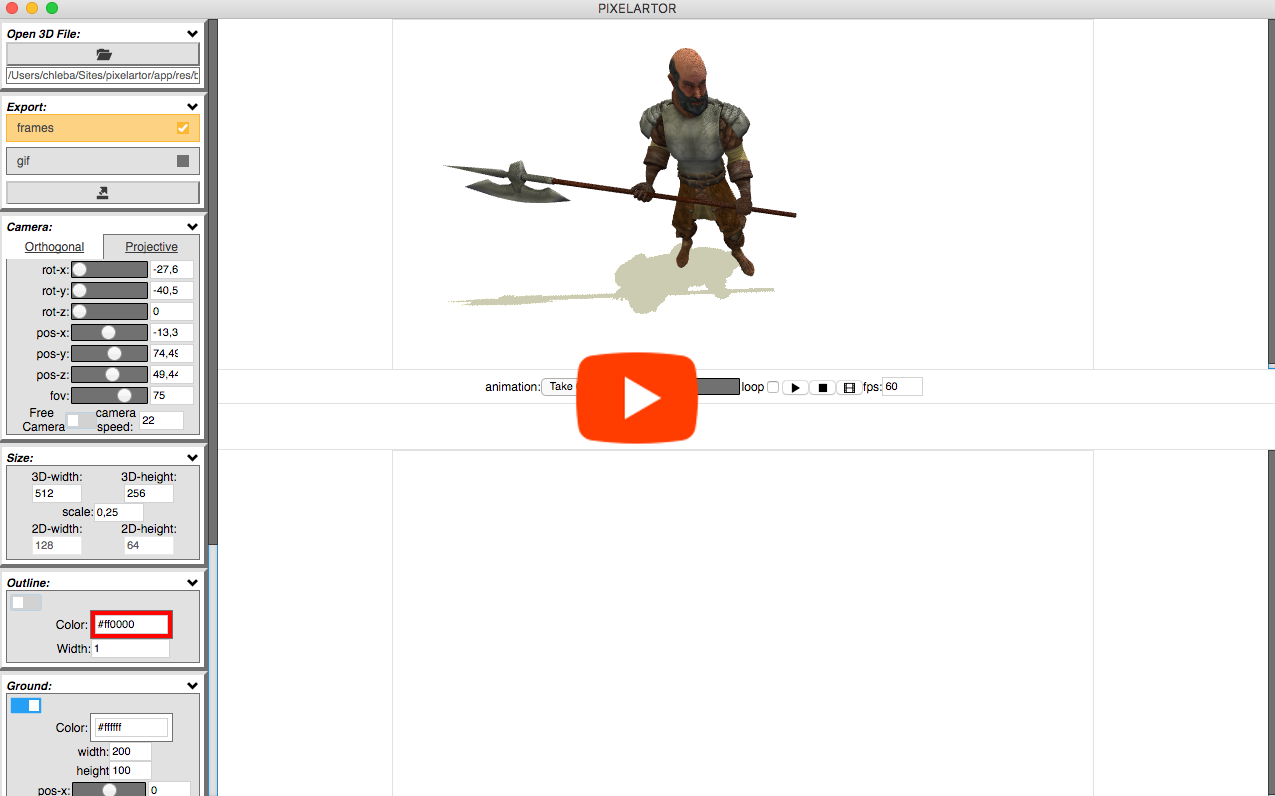 PIXELARTOR
Open 3D File:
/Users/chleba/Sites/pixelartor/app/res/b
Export:
frames
gif
Camera:
Orthogonal Projective
rot-x: -27,6
rot-y: -40,5
rot-z: 0
pos-x: -13,3
pos-y: 74,49
pos-z: 49,44
fov: 75
Free Camera camera speed: 22
Size:
3D-width: 3D-height:
512 256
scale: 0,25
2D-width: 2D-height:
128 64
Outline:
Color: #ff0000
Width: 1
Ground:
Color: #ffffff
width: 200
height 100
pos-x: 0
animation: Take loop fps: 60